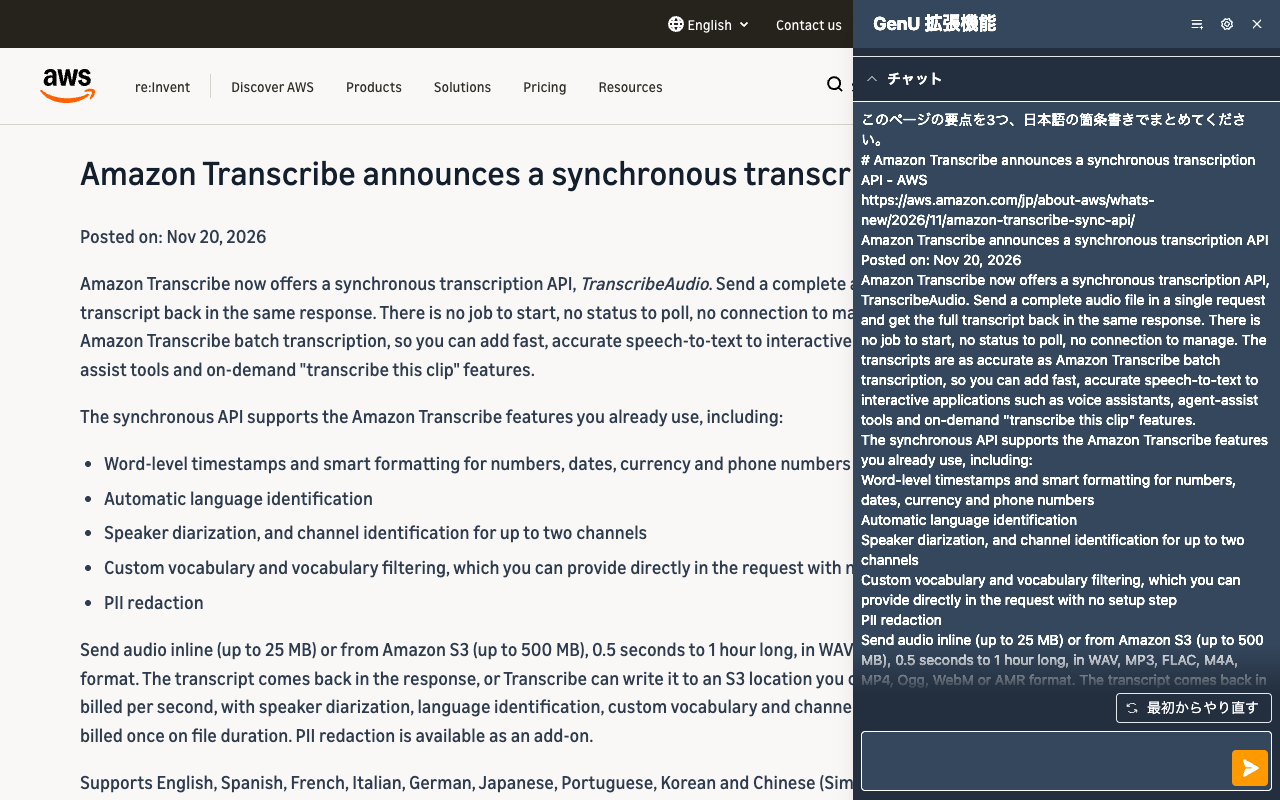 English
Contact us
aws
re:Invent
Discover AWS
Products
Solutions
Pricing
Resources
Amazon Transcribe announces a synchronous transcr
Posted on: Nov 20, 2026
Amazon Transcribe now offers a synchronous transcription API, TranscribeAudio. Send a complete
transcript back in the same response. There is no job to start, no status to poll, no connection to ma
Amazon Transcribe batch transcription, so you can add fast, accurate speech-to-text to interactive
assist tools and on-demand "transcribe this clip" features.
The synchronous API supports the Amazon Transcribe features you already use, including:
• Word-level timestamps and smart formatting for numbers, dates, currency and phone numbers
• Automatic language identification
• Speaker diarization, and channel identification for up to two channels
• Custom vocabulary and vocabulary filtering, which you can provide directly in the request with n
• PII redaction
Send audio inline (up to 25 MB) or from Amazon S3 (up to 500 MB), 0.5 seconds to 1 hour long, in WAV
format. The transcript comes back in the response, or Transcribe can write it to an S3 location you c
billed per second, with speaker diarization, language identification, custom vocabulary and channe
billed once on file duration. PII redaction is available as an add-on.
Supports English, Spanish, French, Italian, German, Japanese, Portuguese, Korean and Chinese (Sim
GenU 拡張機能
チャット
このページの要点を3つ、日本語の箇条書きでまとめてくださ
い。
# Amazon Transcribe announces a synchronous transcription
API - AWS
https://aws.amazon.com/jp/about-aws/whats-
new/2026/11/amazon-transcribe-sync-api/
Amazon Transcribe announces a synchronous transcription API
Posted on: Nov 20, 2026
Amazon Transcribe now offers a synchronous transcription API,
TranscribeAudio. Send a complete audio file in a single request
and get the full transcript back in the same response. There is
no job to start, no status to poll, no connection to manage. The
transcripts are as accurate as Amazon Transcribe batch
transcription, so you can add fast, accurate speech-to-text to
interactive applications such as voice assistants, agent-assist
tools and on-demand "transcribe this clip" features.
The synchronous API supports the Amazon Transcribe features
you already use, including:
Word-level timestamps and smart formatting for numbers,
dates, currency and phone numbers
Automatic language identification
Speaker diarization, and channel identification for up to two
channels
Custom vocabulary and vocabulary filtering, which you can
provide directly in the request with no setup step
PII redaction
Send audio inline (up to 25 MB) or from Amazon S3 (up to 500
MB), 0.5 seconds to 1 hour long, in WAV, MP3, FLAC, M4A,
MP4, Ogg, WebM or AMR format. The transcript comes back in
最初からやり直す